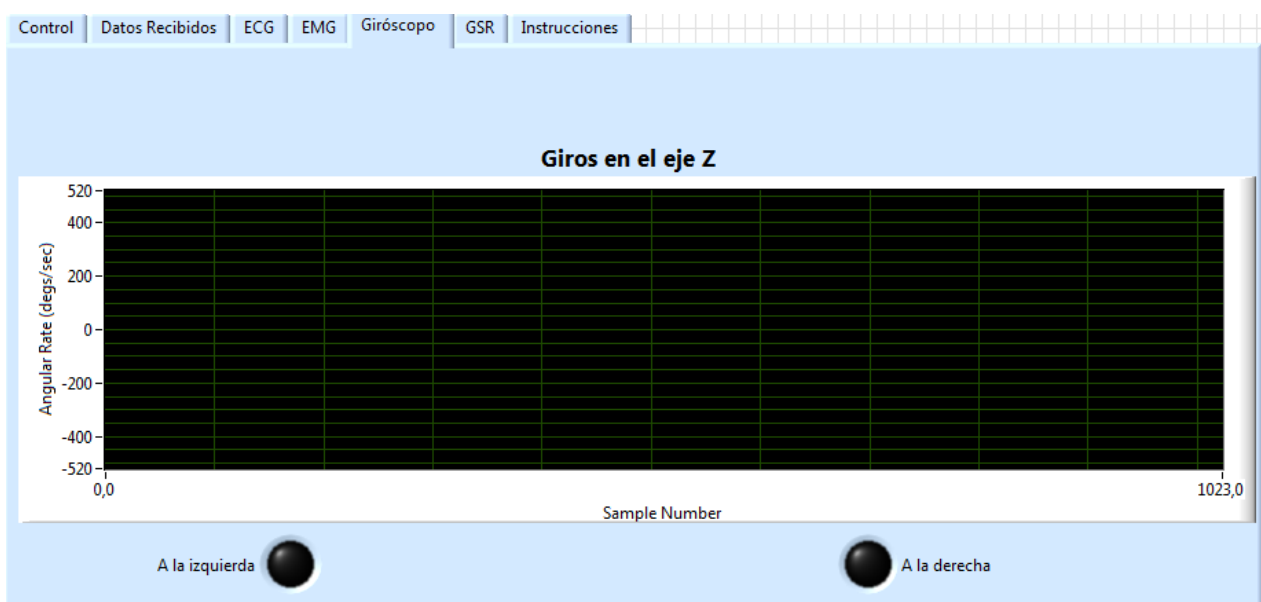 Control Datos Recibidos ECG EMG Giróscopo GSR Instrucciones
Giros en el eje Z
520
400
200
0
-200
-400
-520
Angular Rate (degs/sec)
0,0 1023,0
Sample Number
A la izquierda A la derecha